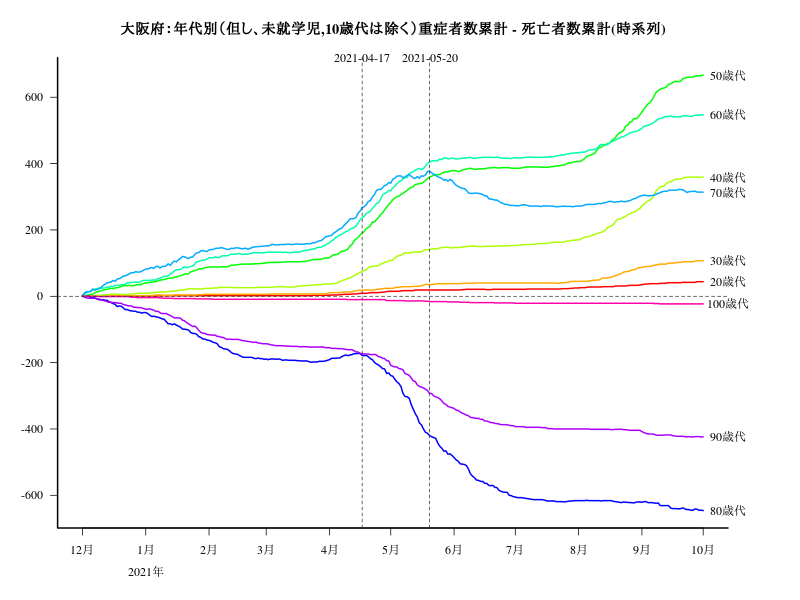 大阪府：年代別（但し、未就学児,10歳代は除く）重症者数累計 - 死亡者数累計(時系列)
2021-04-17 2021-05-20
600
400
200
0
-200
-400
-600
50歳代
60歳代
40歳代
70歳代
30歳代
20歳代
100歳代
90歳代
80歳代
12月 1月 2月 3月 4月 5月 6月 7月 8月 9月 10月
2021年